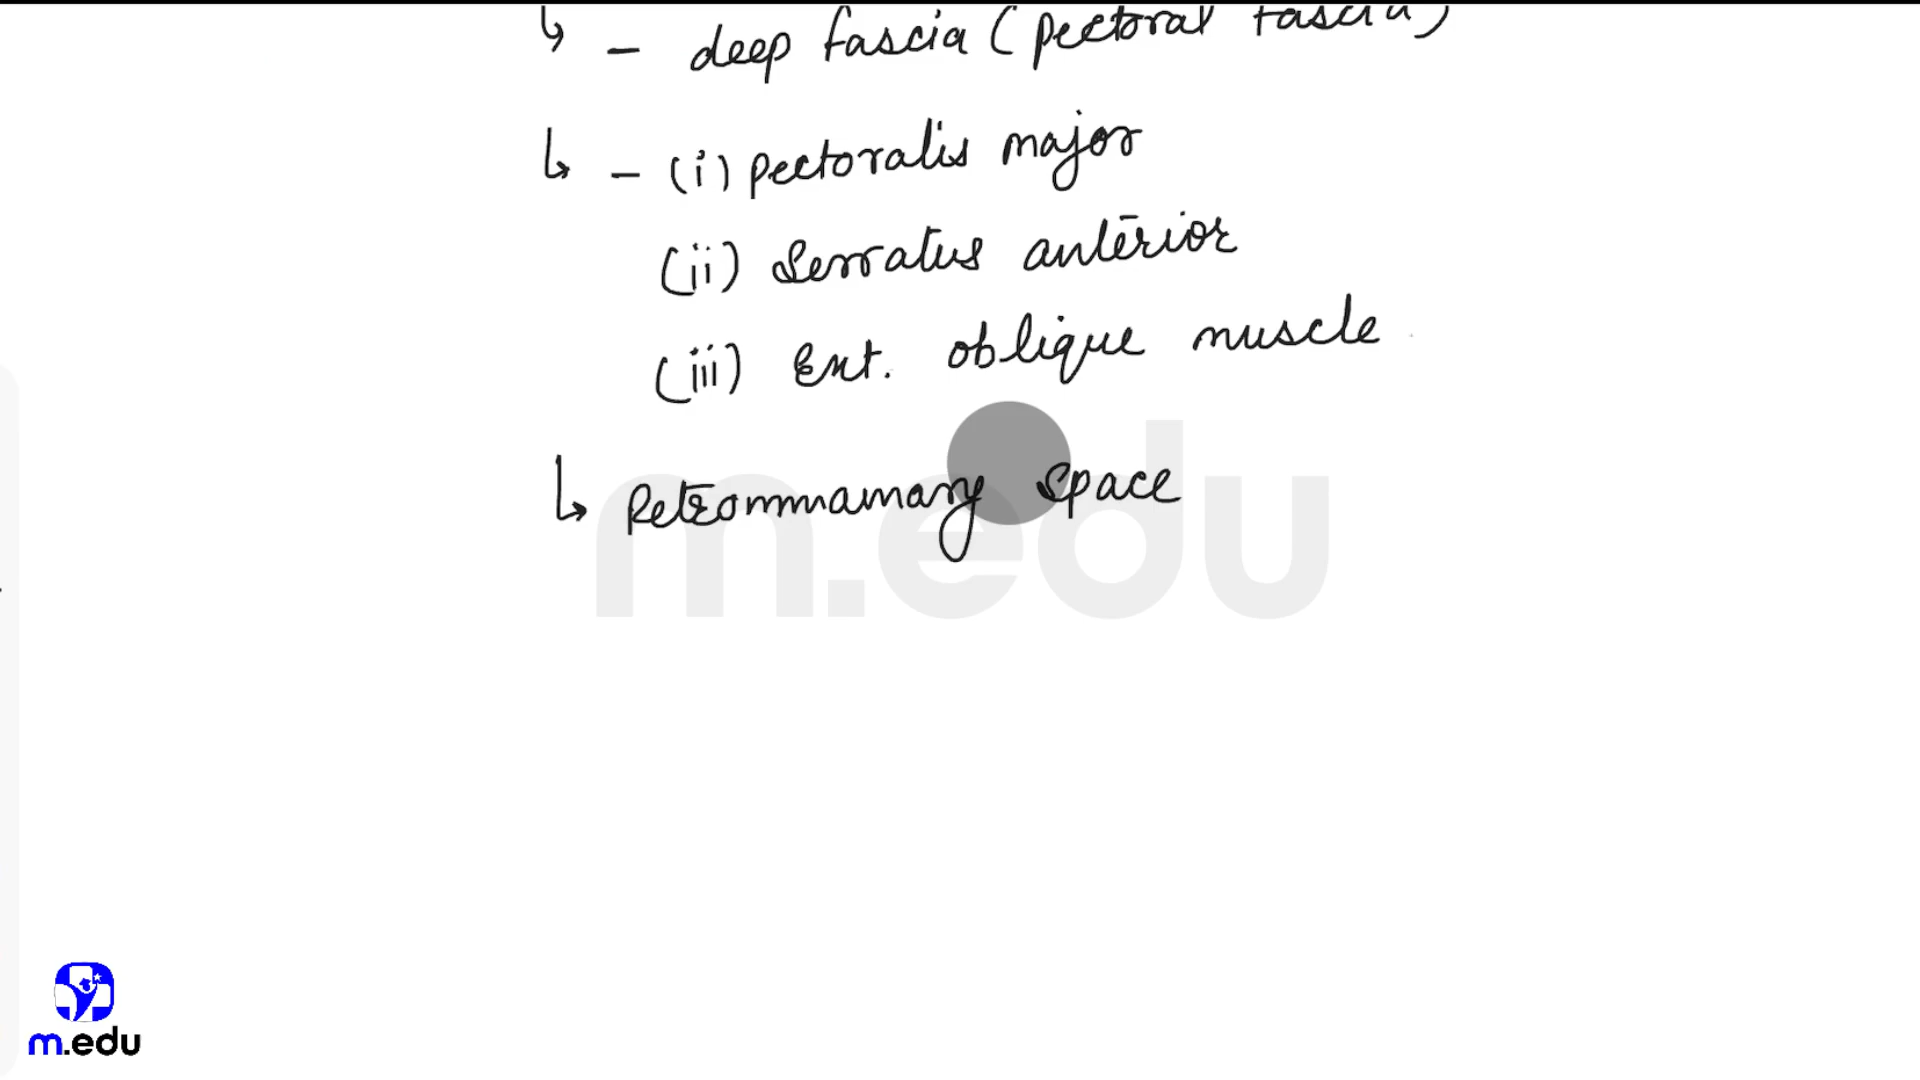 ↳ - deep fascia (pectoral fascia)
↳ - (i) pectoralis major
(ii) Serratus anterior
(iii) Ext. oblique muscle
↳ Retromammary space
m.edu
m.edu